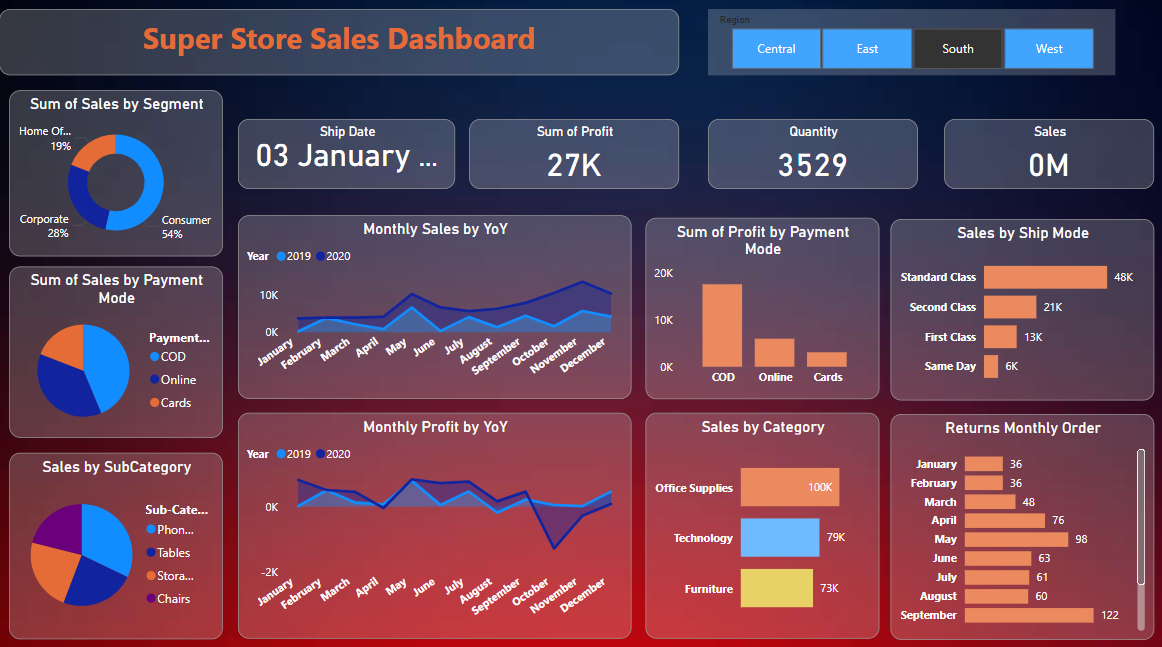 Super Store Sales Dashboard
Region
Central
East
South
West
Sum of Sales by Segment
Home Of...
19%
Corporate
28%
Consumer
54%
Ship Date
03 January ...
Sum of Profit
27K
Quantity
3529
Sales
0M
Sum of Sales by Payment
Mode
Payment...
COD
Online
Cards
Sales by SubCategory
Sub-Cate...
Phon...
Tables
Stora...
Chairs
Monthly Sales by YoY
Year 2019 2020
10K
0K
January
February
March
April
May
June
July
August
September
October
November
December
Monthly Profit by YoY
Year 2019 2020
0K
-2K
January
February
March
April
May
June
July
August
September
October
November
December
Sum of Profit by Payment
Mode
20K
10K
0K
COD
Online
Cards
Sales by Ship Mode
Standard Class 48K
Second Class 21K
First Class 13K
Same Day 6K
Sales by Category
Office Supplies 100K
Technology 79K
Furniture 73K
Returns Monthly Order
January 36
February 36
March 48
April 76
May 98
June 63
July 61
August 60
September 122